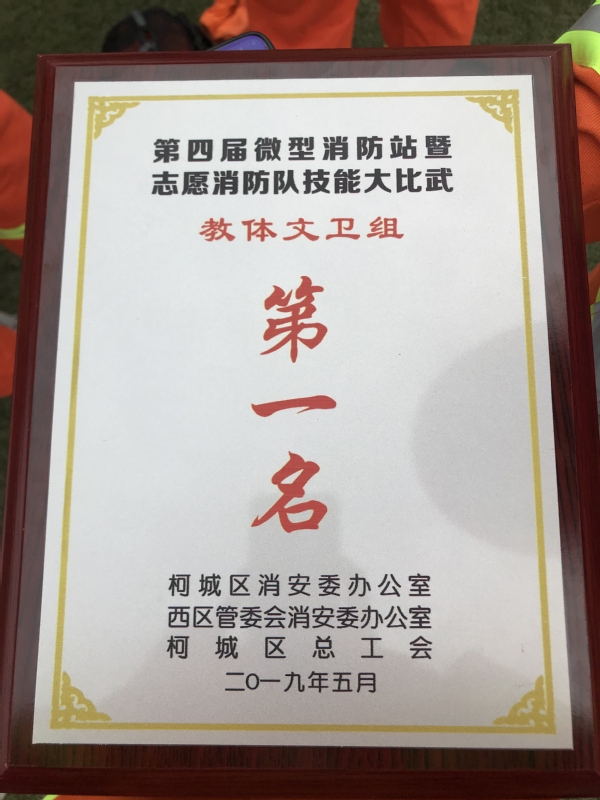 第四届微型消防站暨
志愿消防队技能大比武
教体文卫组
第
一
名
柯城区消安委办公室
西区管委会消安委办公室
柯城区总工会
二O一九年五月